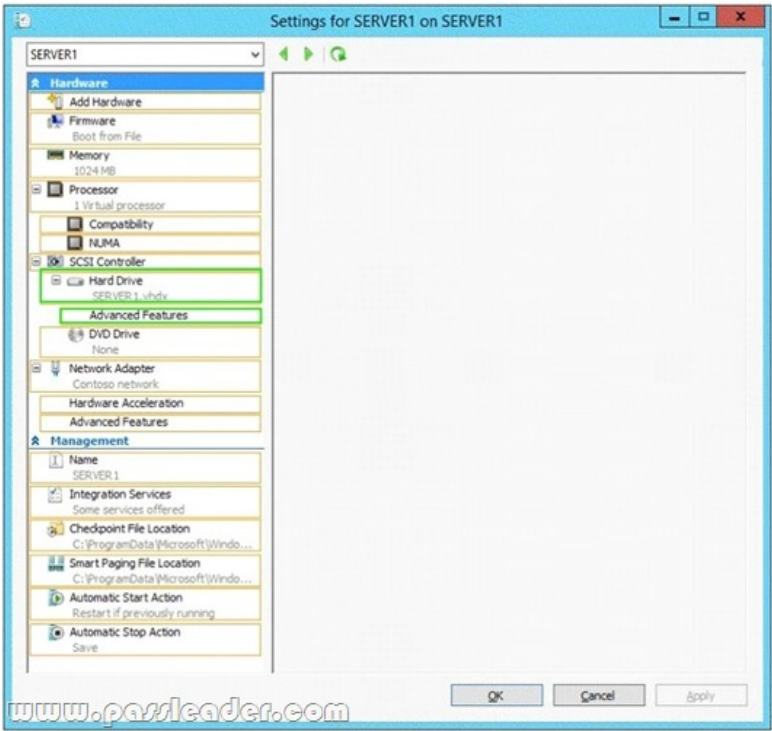 Settings for SERVER1 on SERVER1
SERVER1
Hardware
Add Hardware
Firmware
Boot from File
Memory
1024 MB
Processor
1 Virtual processor
Compatibility
NUMA
SCSI Controller
Hard Drive
SERVER1.vhdx
Advanced Features
DVD Drive
None
Network Adapter
Contoso network
Hardware Acceleration
Advanced Features
Management
Name
SERVER1
Integration Services
Some services offered
Checkpoint File Location
C:\ProgramData\Microsoft\Windo...
Smart Paging File Location
C:\ProgramData\Microsoft\Windo...
Automatic Start Action
Restart if previously running
Automatic Stop Action
Save
OK Cancel Apply
www.passleader.com